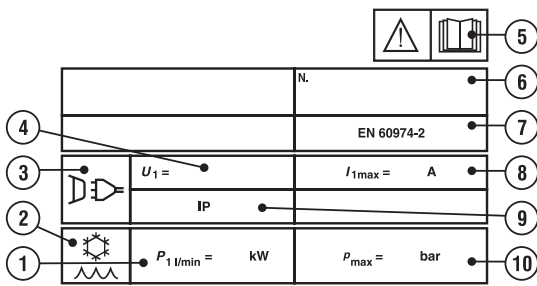 5
N.
6
4
EN 60974-2
7
3
U1 =
I1max = A
8
2
IP
9
1
P1 l/min = kW
pmax = bar
10